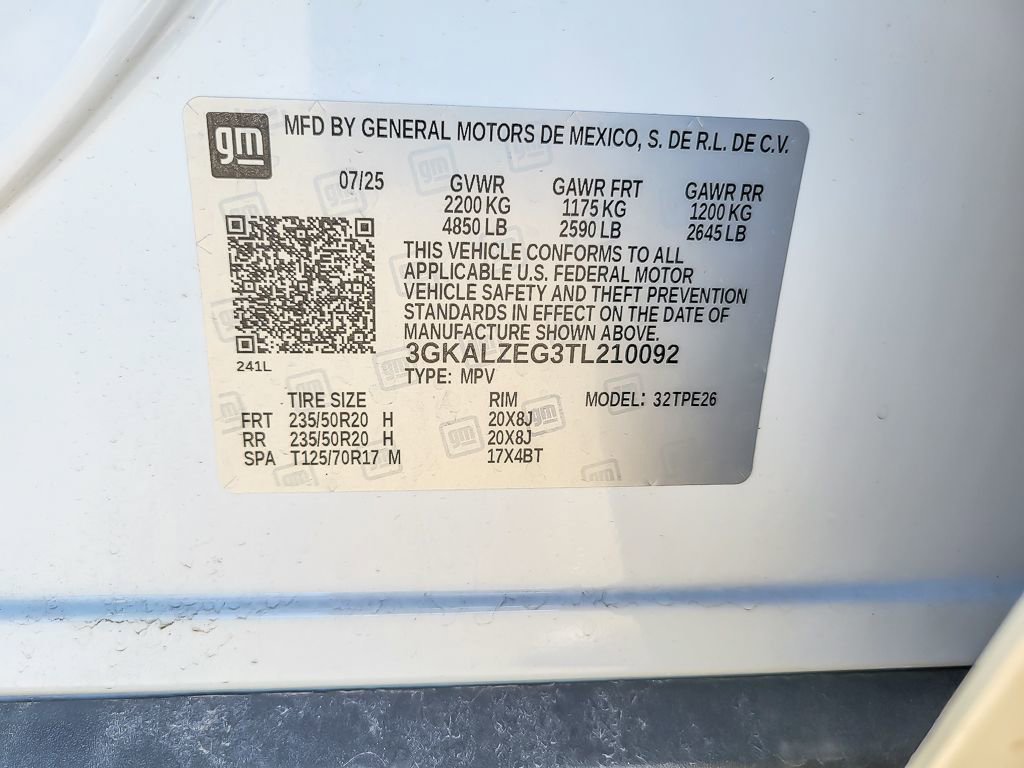 gm MFD BY GENERAL MOTORS DE MEXICO, S. DE R.L. DE C.V.
07/25 GVWR GAWR FRT GAWR RR
2200 KG 1175 KG 1200 KG
4850 LB 2590 LB 2645 LB
THIS VEHICLE CONFORMS TO ALL
APPLICABLE U.S. FEDERAL MOTOR
VEHICLE SAFETY AND THEFT PREVENTION
STANDARDS IN EFFECT ON THE DATE OF
MANUFACTURE SHOWN ABOVE.
3GKALZEG3TL210092
241L
TYPE: MPV
TIRE SIZE RIM MODEL: 32TPE26
FRT 235/50R20 H 20X8J
RR 235/50R20 H 20X8J
SPA T125/70R17 M 17X4BT